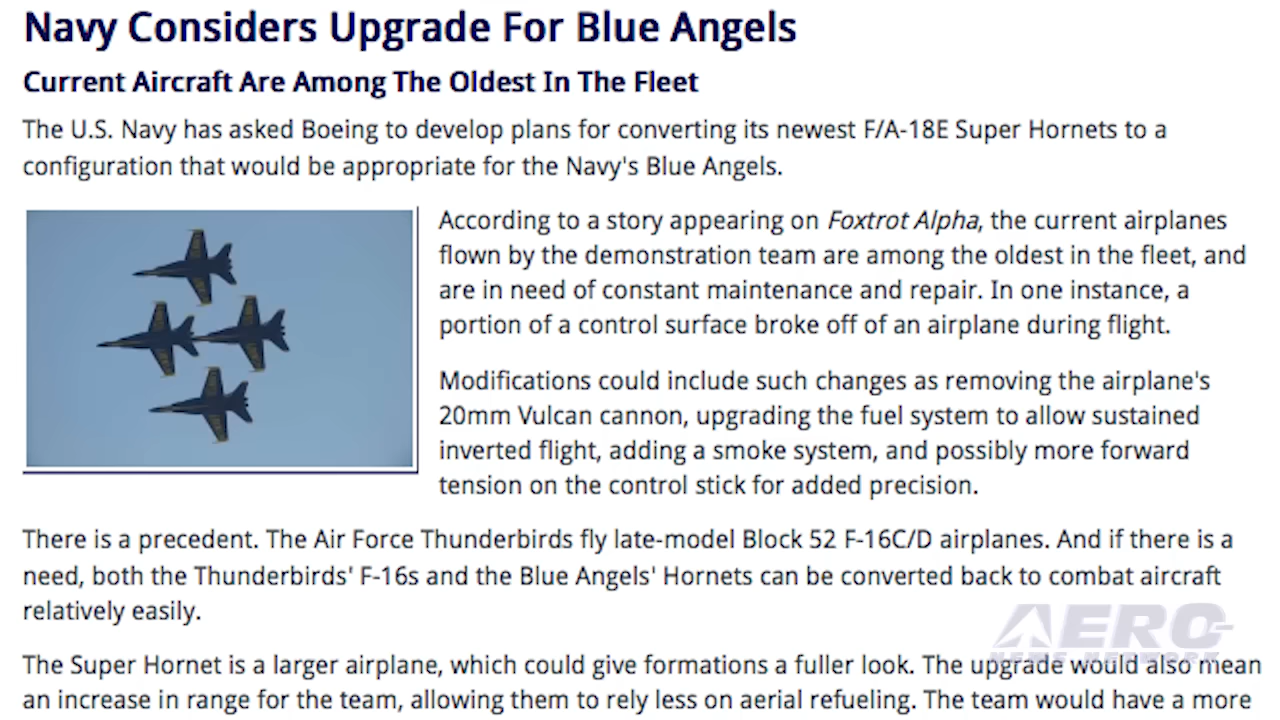 Navy Considers Upgrade For Blue Angels
Current Aircraft Are Among The Oldest In The Fleet
The U.S. Navy has asked Boeing to develop plans for converting its newest F/A-18E Super Hornets to a
configuration that would be appropriate for the Navy's Blue Angels.
According to a story appearing on Foxtrot Alpha, the current airplanes
flown by the demonstration team are among the oldest in the fleet, and
are in need of constant maintenance and repair. In one instance, a
portion of a control surface broke off of an airplane during flight.
Modifications could include such changes as removing the airplane's
20mm Vulcan cannon, upgrading the fuel system to allow sustained
inverted flight, adding a smoke system, and possibly more forward
tension on the control stick for added precision.
There is a precedent. The Air Force Thunderbirds fly late-model Block 52 F-16C/D airplanes. And if there is a
need, both the Thunderbirds' F-16s and the Blue Angels' Hornets can be converted back to combat aircraft
relatively easily.
AERO-
NEWS NETWORK
The Super Hornet is a larger airplane, which could give formations a fuller look. The upgrade would also mean
an increase in range for the team, allowing them to rely less on aerial refueling. The team would have a more